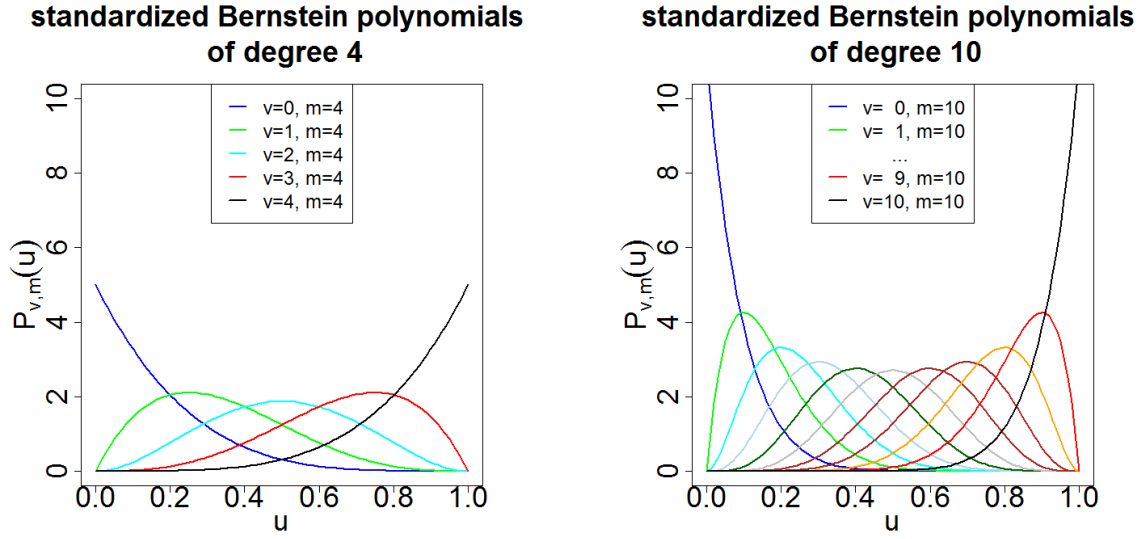 standardized Bernstein polynomials
of degree 4
v=0, m=4
v=1, m=4
v=2, m=4
v=3, m=4
v=4, m=4
10
8
6
4
2
0
P_{v,m}(u)
0.0 0.2 0.4 0.6 0.8 1.0
u
standardized Bernstein polynomials
of degree 10
v= 0, m=10
v= 1, m=10
...
v= 9, m=10
v=10, m=10
10
8
6
4
2
0
P_{v,m}(u)
0.0 0.2 0.4 0.6 0.8 1.0
u